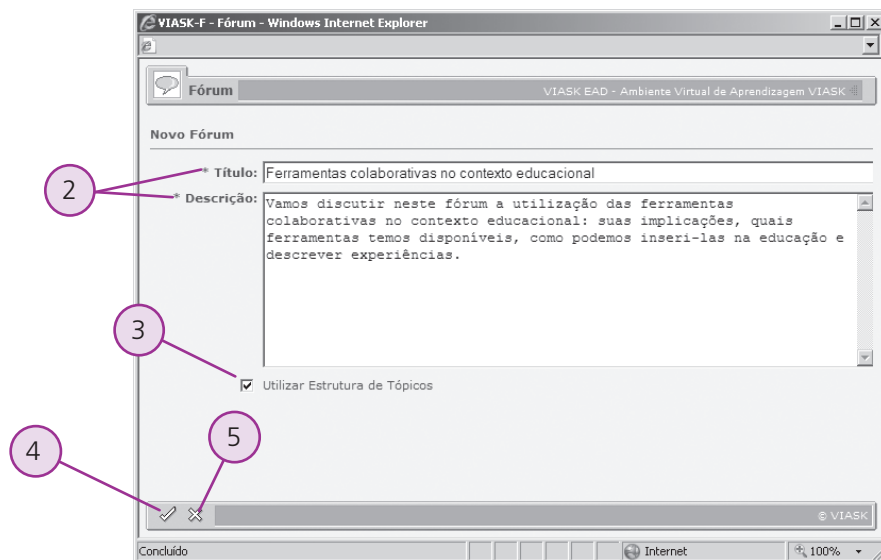 VIASK-F - Fórum - Windows Internet Explorer
Fórum
VIASK EAD - Ambiente Virtual de Aprendizagem VIASK
Novo Fórum
2
* Título: Ferramentas colaborativas no contexto educacional
* Descrição: Vamos discutir neste fórum a utilização das ferramentas
colaborativas no contexto educacional: suas implicações, quais
ferramentas temos disponíveis, como podemos inseri-las na educação e
descrever experiências.
3
Utilizar Estrutura de Tópicos
4
5
© VIASK
Concluído
Internet
100%